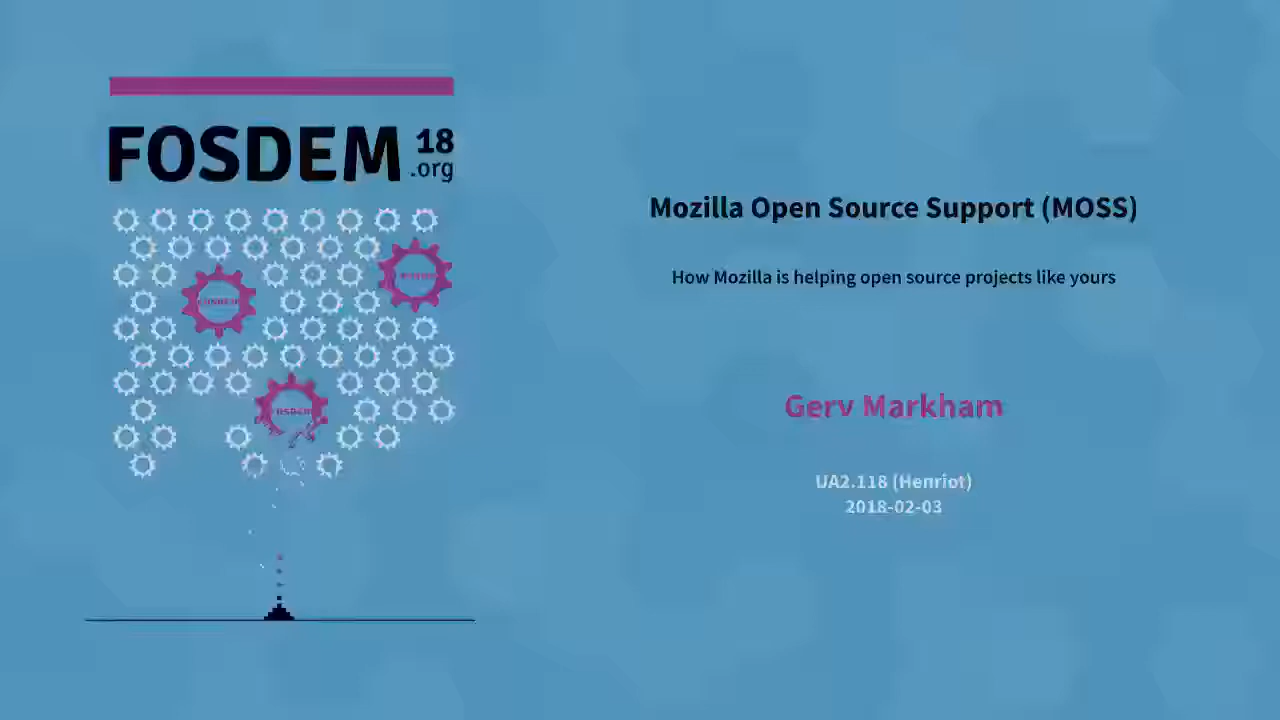 FOSDEM 18
.org
Mozilla Open Source Support (MOSS)
How Mozilla is helping open source projects like yours
Gerv Markham
UA2.118 (Henriot)
2018-02-03